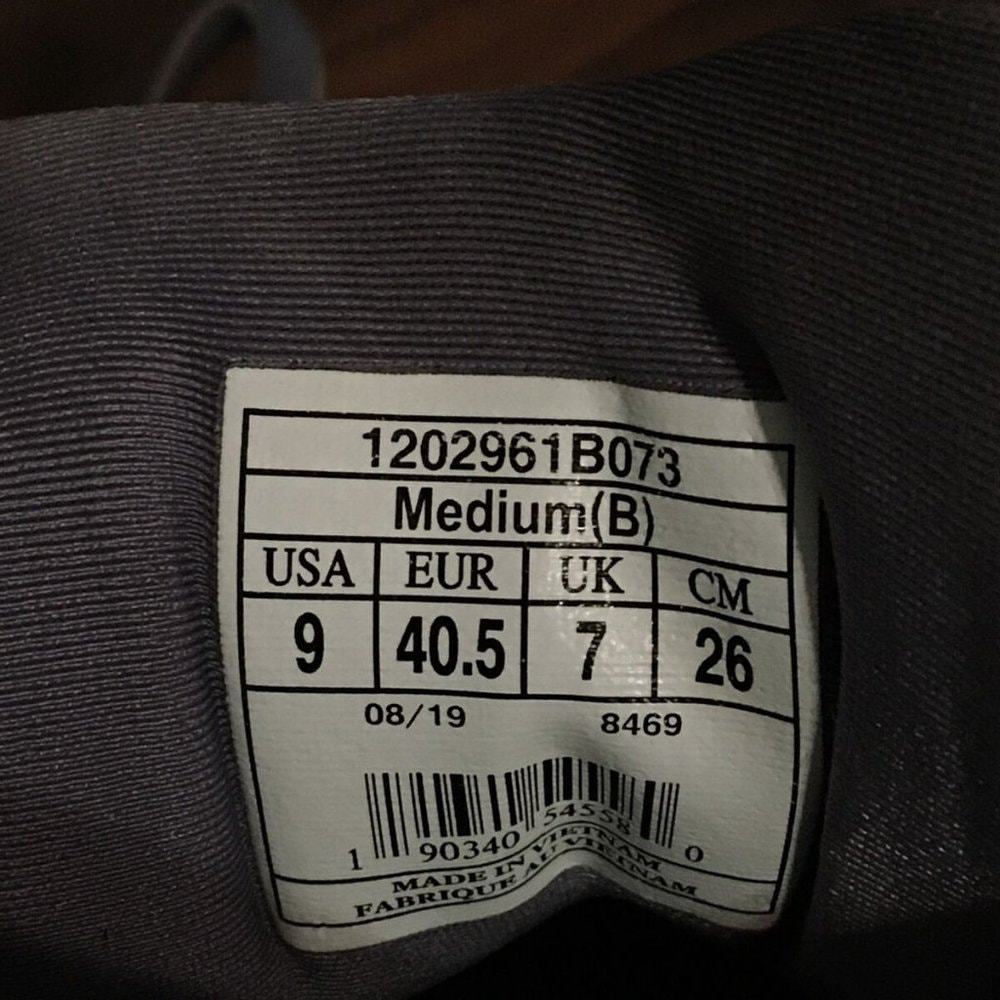 1202961B073
Medium(B)
USA EUR UK CM
9 40.5 7 26
08/19 8469
1 90340 54558 0
MADE IN VIETNAM
FABRIQUE AU VIETNAM